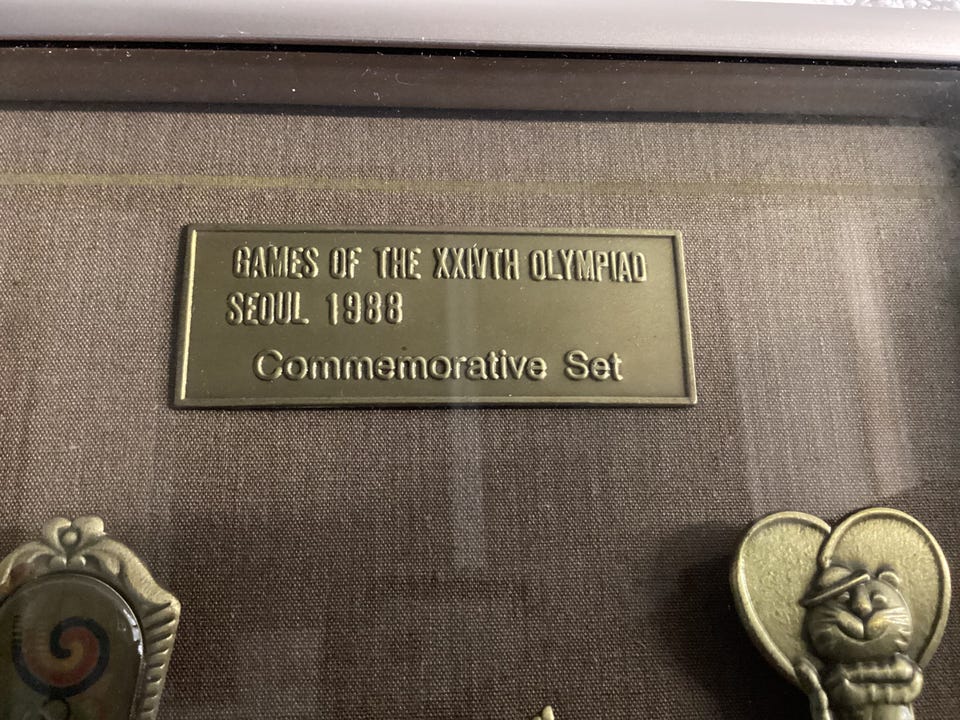 GAMES OF THE XXIVTH OLYMPIAD
SEOUL 1988
Commemorative Set